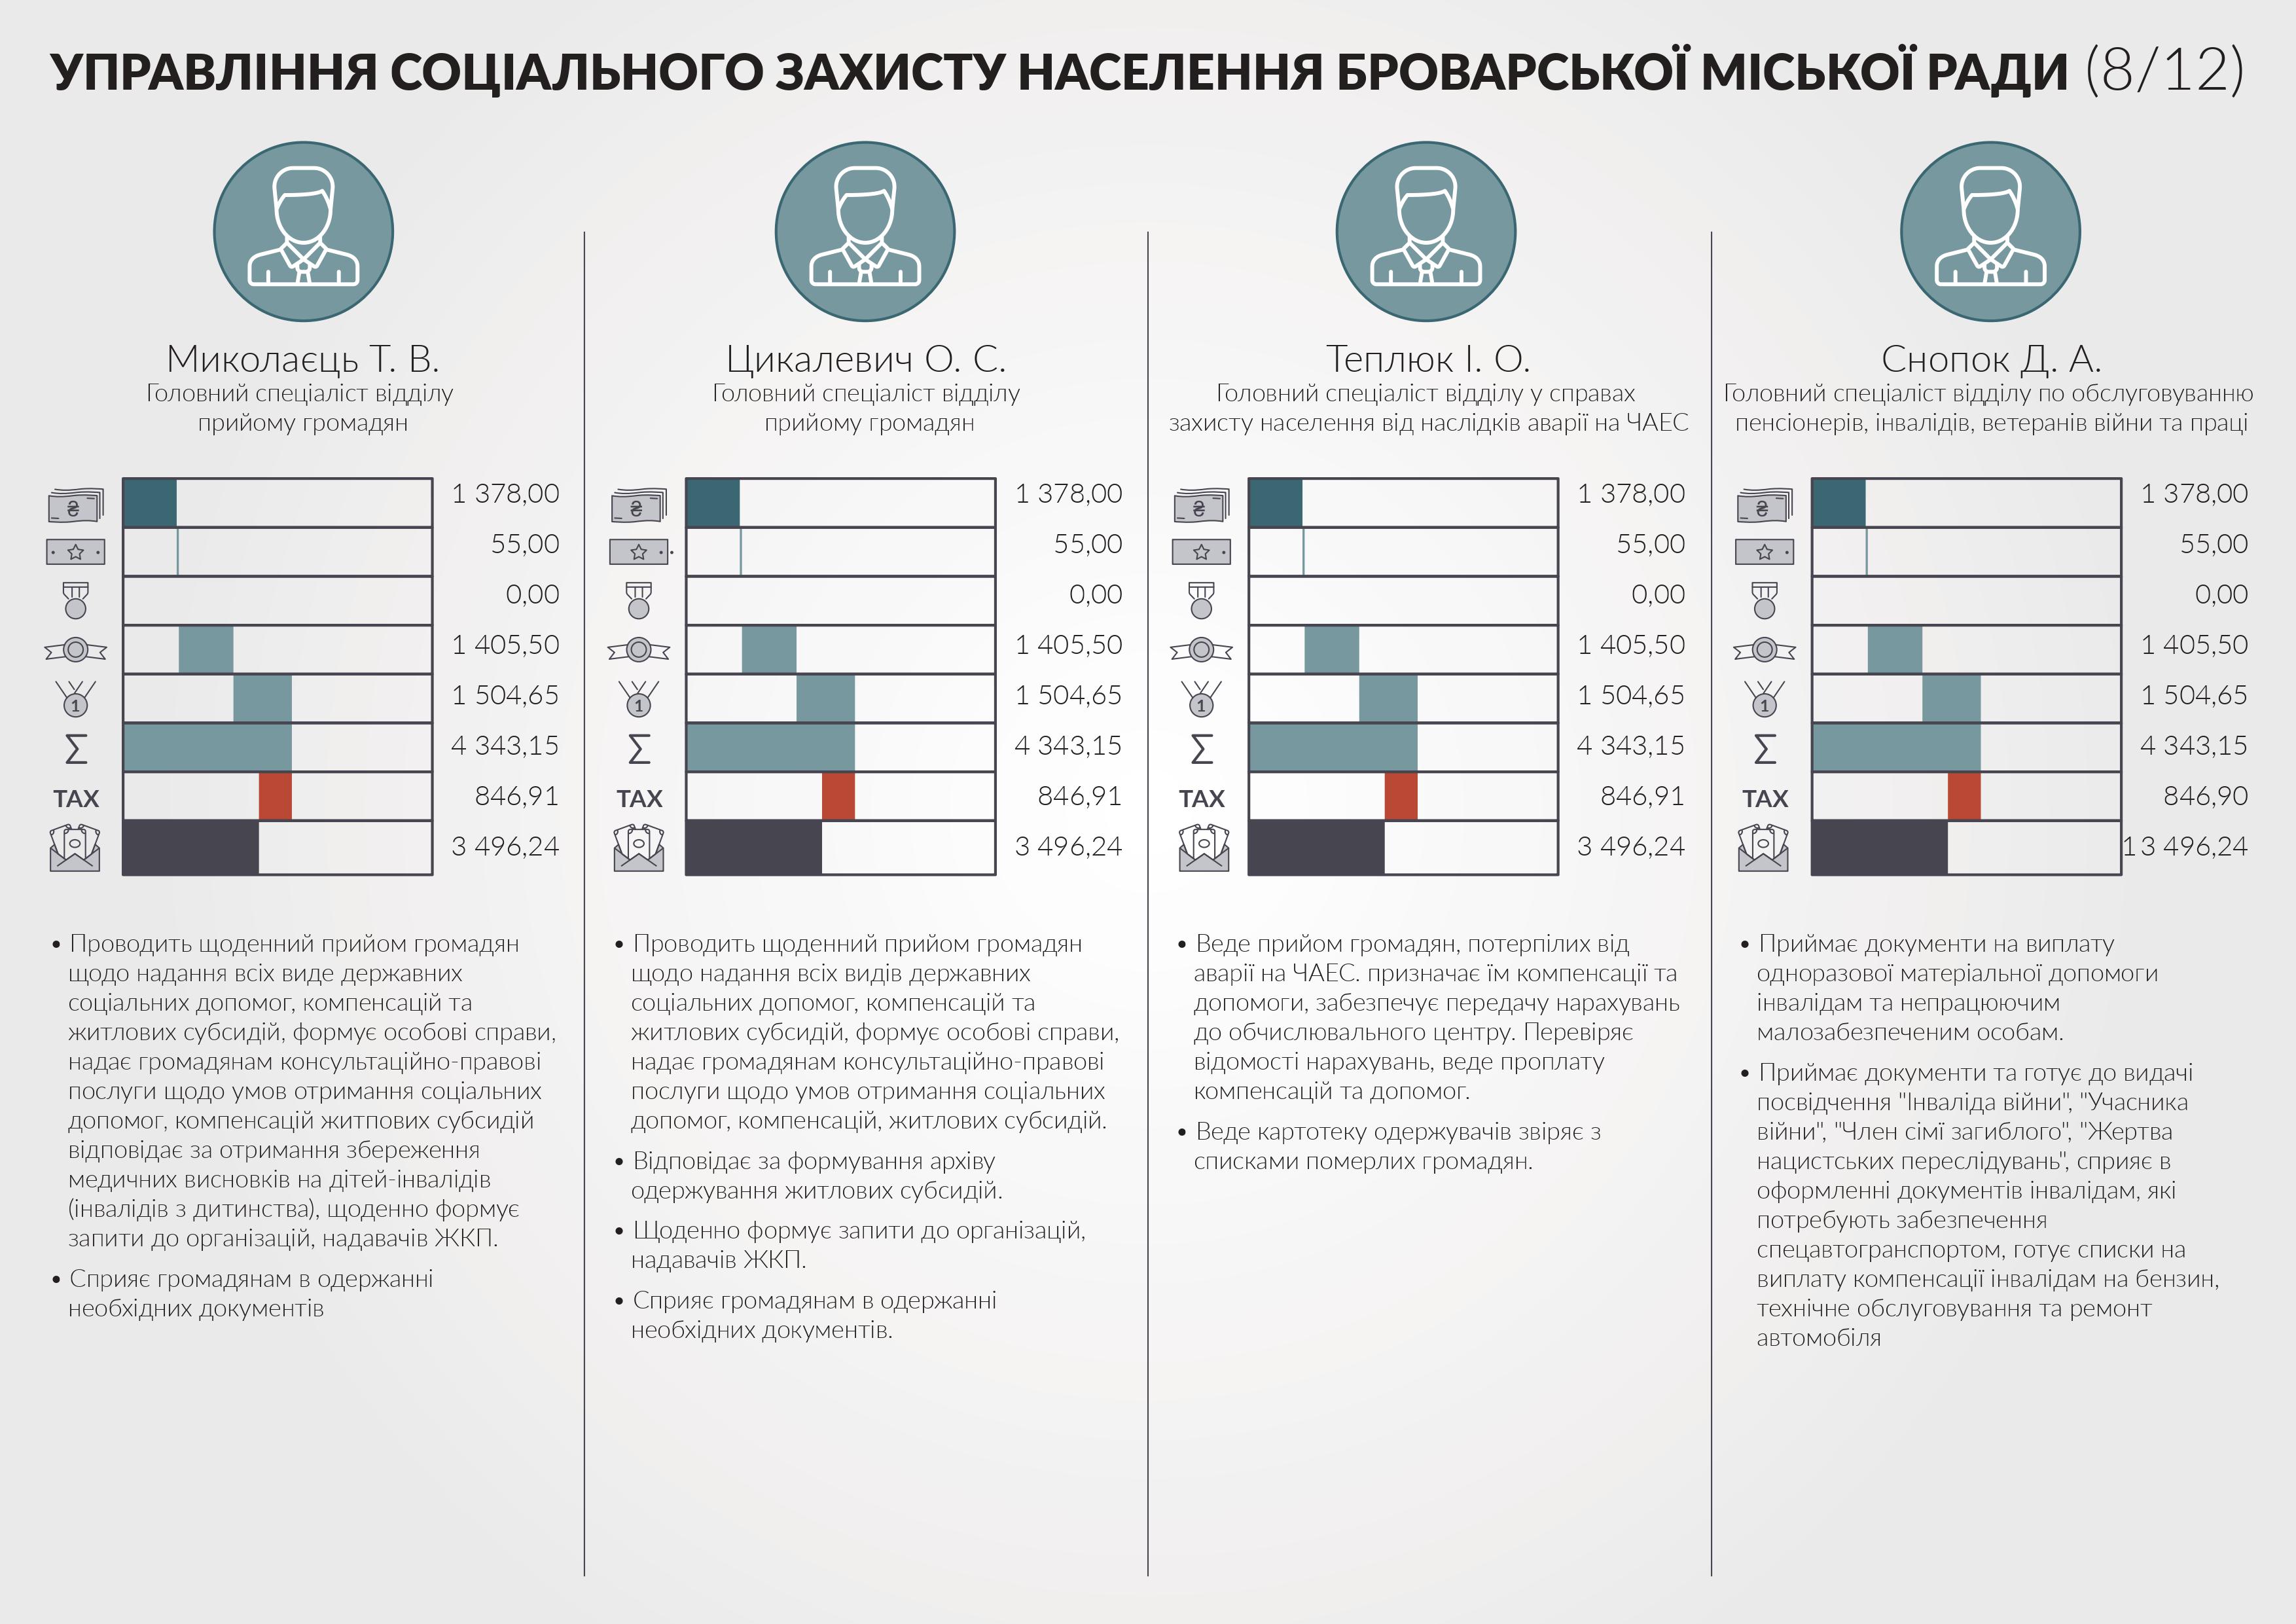 УПРАВЛІННЯ СОЦІАЛЬНОГО ЗАХИСТУ НАСЕЛЕННЯ БРОВАРСЬКОЇ МІСЬКОЇ РАДИ (8/12)
Миколаєць Т. В.
Головний спеціаліст відділу
прийому громадян
1 378,00
55,00
0,00
1 405,50
1
1 504,65
Σ 4 343,15
TAX 846,91
3 496,24
• Проводить щоденний прийом громадян
щодо надання всіх виде державних
соціальних допомог, компенсацій та
житлових субсидій, формує особові справи,
надає громадянам консультаційно-правові
послуги щодо умов отримання соціальних
допомог, компенсацій житпових субсидій
відповідає за отримання збереження
медичних висновків на дітей-інвалідів
(інвалідів з дитинства), щоденно формує
запити до організацій, надавачів ЖКП.
• Сприяє громадянам в одержанні
необхідних документів
Цикалевич О. С.
Головний спеціаліст відділу
прийому громадян
1 378,00
55,00
0,00
1 405,50
1
1 504,65
Σ 4 343,15
TAX 846,91
3 496,24
• Проводить щоденний прийом громадян
щодо надання всіх видів державних
соціальних допомог, компенсацій та
житлових субсидій, формує особові справи,
надає громадянам консультаційно-правові
послуги щодо умов отримання соціальних
допомог, компенсацій, житлових субсидій.
• Відповідає за формування архіву
одержування житлових субсидій.
• Щоденно формує запити до організацій,
надавачів ЖКП.
• Сприяє громадянам в одержанні
необхідних документів.
Теплюк І. О.
Головний спеціаліст відділу у справах
захисту населення від наслідків аварії на ЧАЕС
1 378,00
55,00
0,00
1 405,50
1
1 504,65
Σ 4 343,15
TAX 846,91
3 496,24
• Веде прийом громадян, потерпілих від
аварії на ЧАЕС. призначає їм компенсації та
допомоги, забезпечує передачу нарахувань
до обчислювального центру. Перевіряє
відомості нарахувань, веде проплату
компенсацій та допомог.
• Веде картотеку одержувачів звіряє з
списками померлих громадян.
Снопок Д. А.
Головний спеціаліст відділу по обслуговуванню
пенсіонерів, інвалідів, ветеранів війни та праці
1 378,00
55,00
0,00
1 405,50
1
1 504,65
Σ 4 343,15
TAX 846,90
13 496,24
• Приймає документи на виплату
одноразової матеріальної допомоги
інвалідам та непрацюючим
малозабезпеченим особам.
• Приймає документи та готує до видачі
посвідчення "Інваліда війни", "Учасника
війни", "Член сімї загиблого", "Жертва
нацистських переслідувань", сприяє в
оформленні документів інвалідам, які
потребують забезпечення
спецавтогранспортом, готує списки на
виплату компенсації інвалідам на бензин,
технічне обслуговування та ремонт
автомобіля